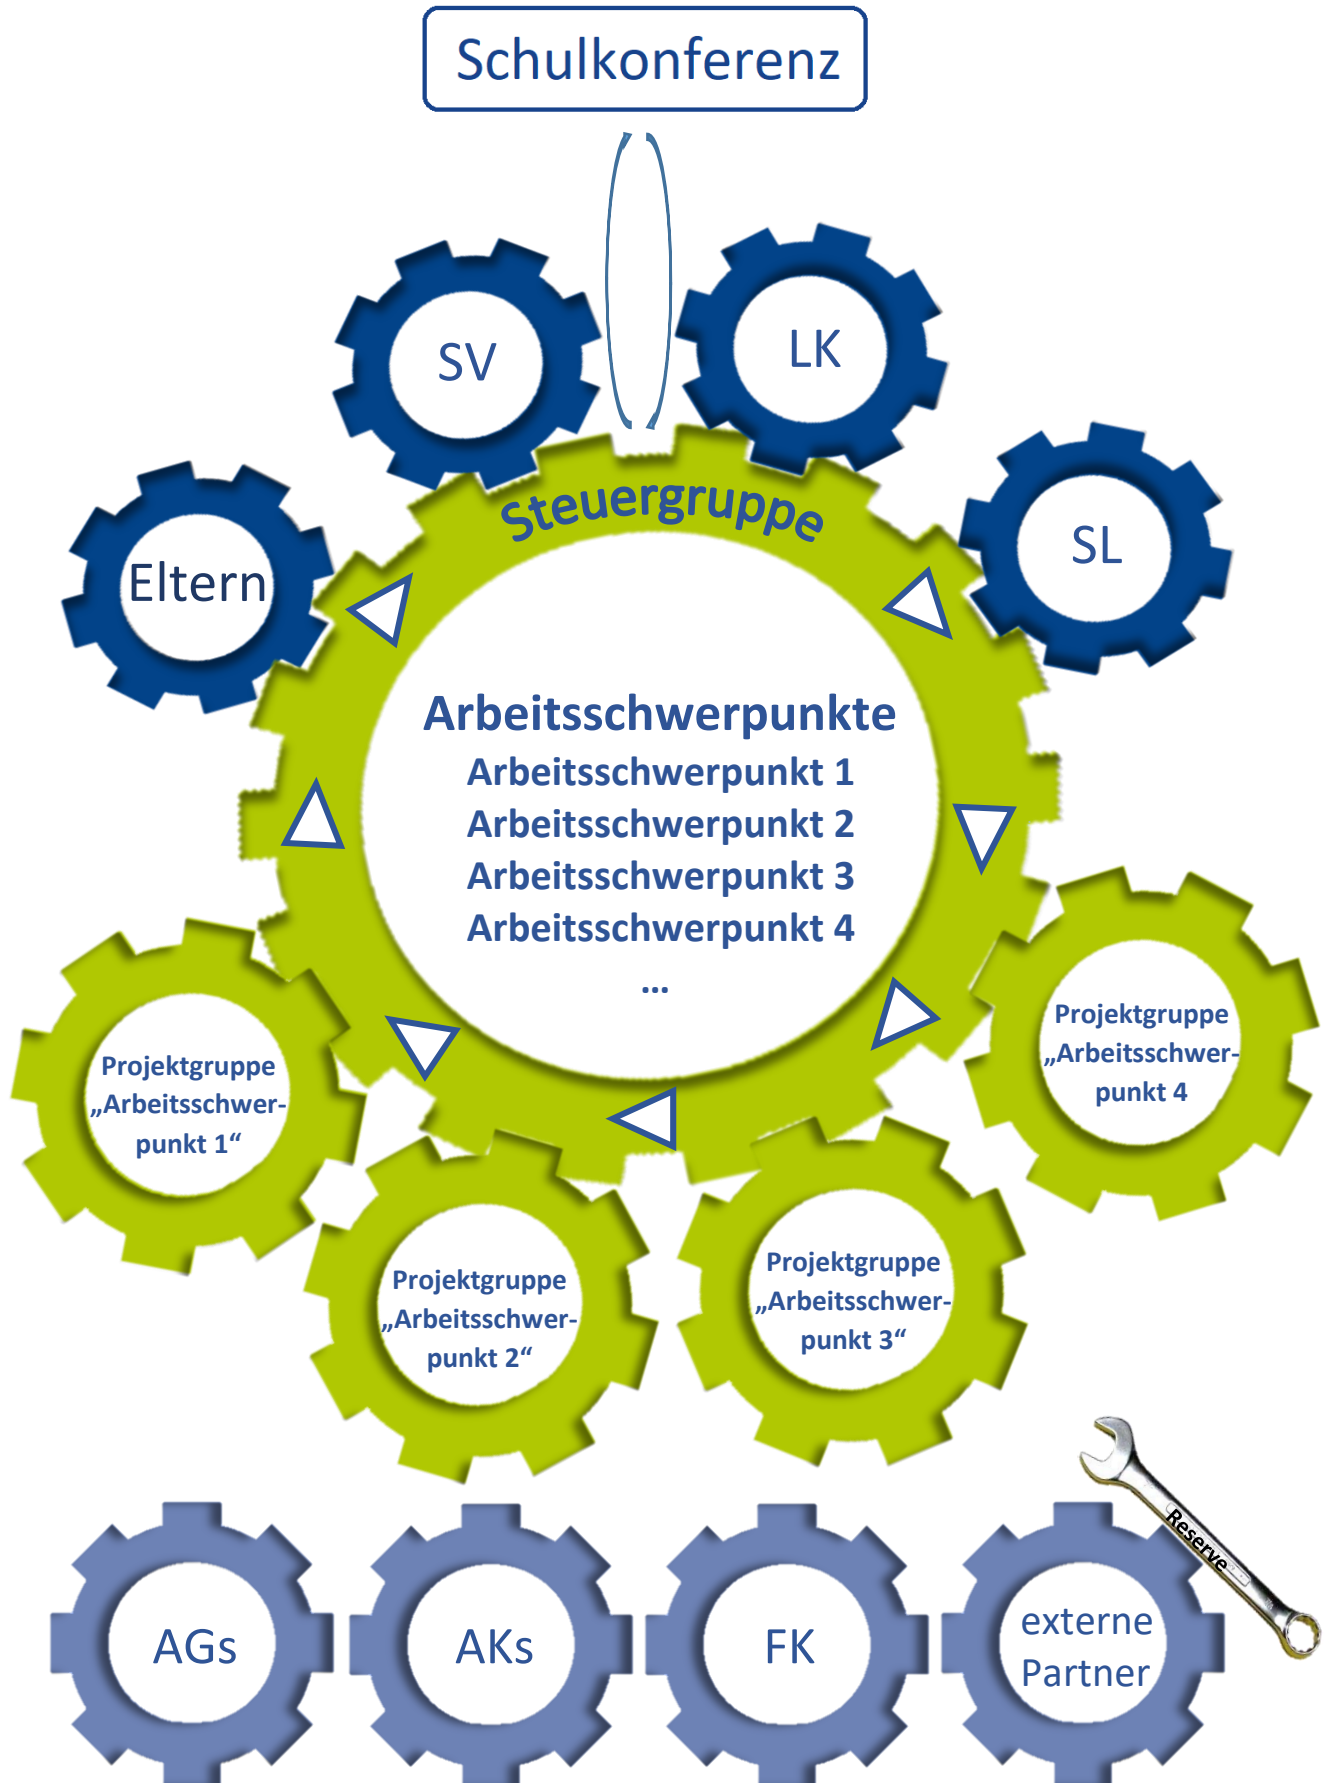 Schulkonferenz
SV
LK
Steuergruppe
Eltern
SL
Arbeitsschwerpunkte
Arbeitsschwerpunkt 1
Arbeitsschwerpunkt 2
Arbeitsschwerpunkt 3
Arbeitsschwerpunkt 4
...
Projektgruppe
„Arbeitsschwer-
punkt 1“
Projektgruppe
„Arbeitsschwer-
punkt 2“
Projektgruppe
„Arbeitsschwer-
punkt 3“
Projektgruppe
„Arbeitsschwer-
punkt 4
Reserve
AGs
AKs
FK
externe
Partner